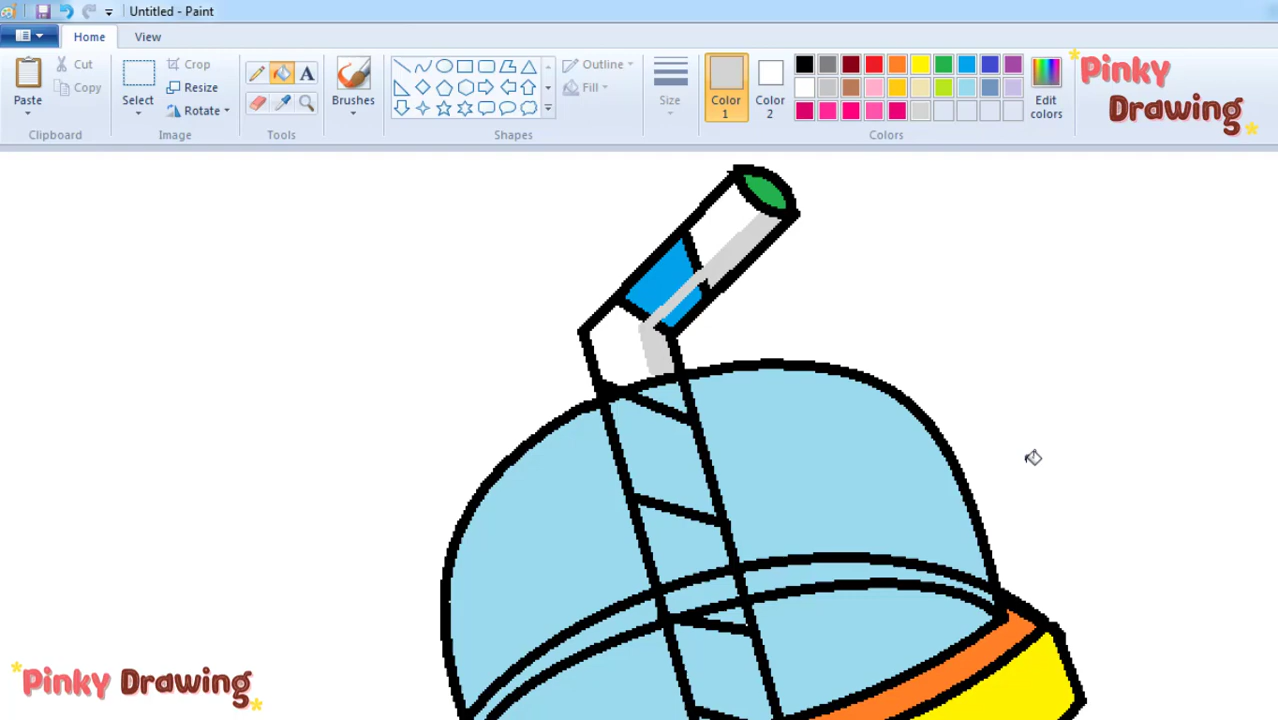 Untitled - Paint
Home
View
Paste
Cut
Copy
Clipboard
Select
Crop
Resize
Rotate
Image
A
Tools
Brushes
Shapes
Outline
Fill
Size
Color
1
Color
2
Edit
colors
Colors
Pinky
Drawing
Pinky Drawing